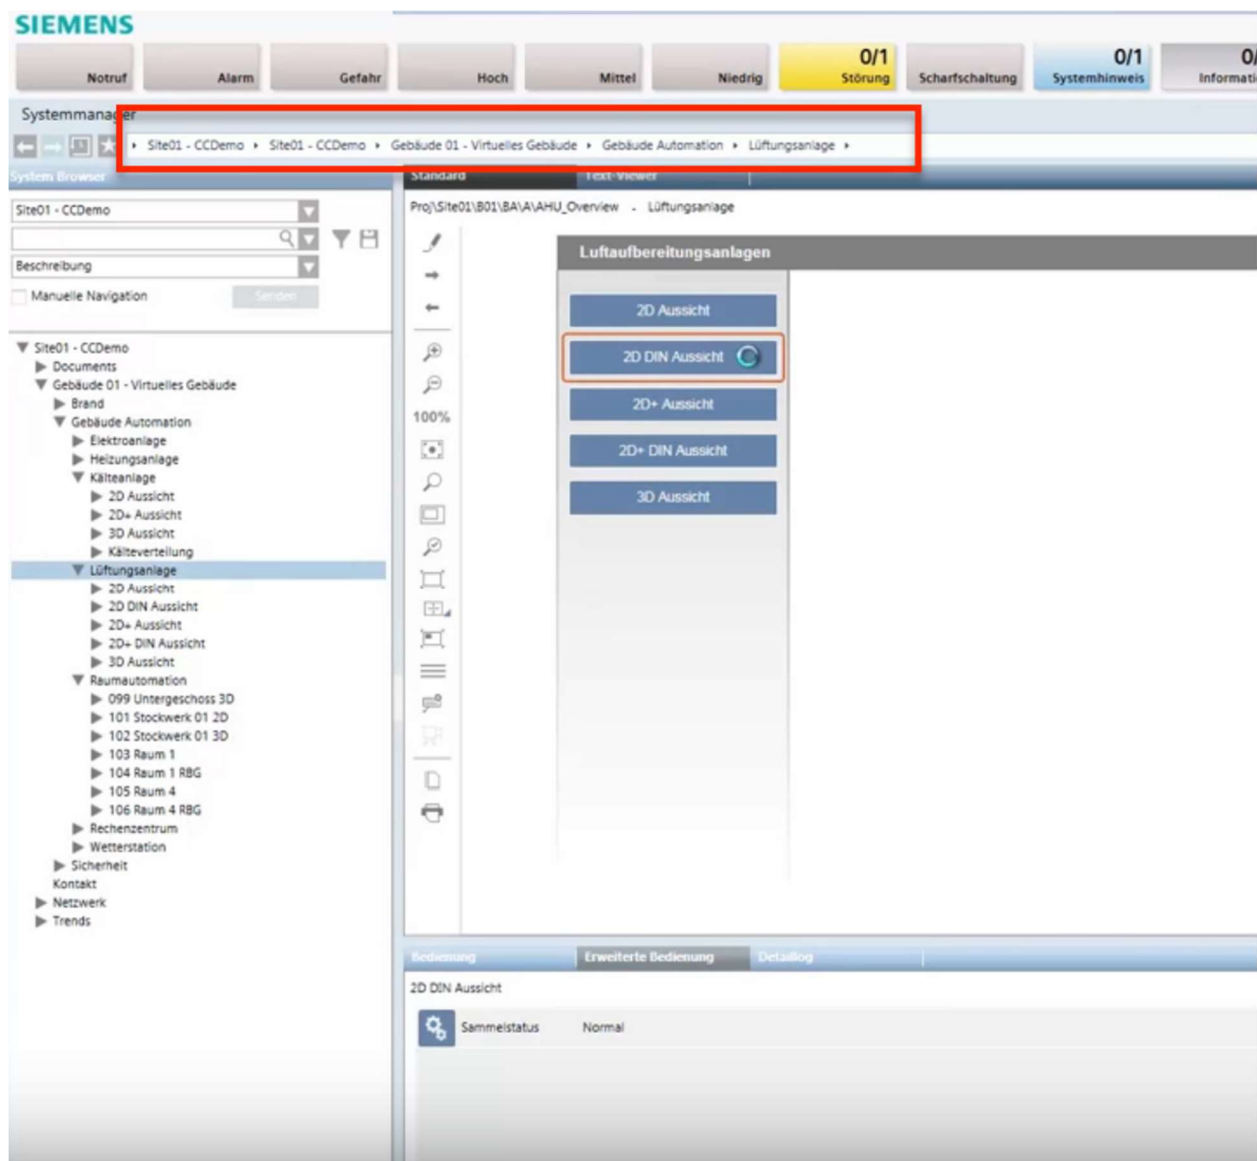 SIEMENS
Notruf
Alarm
Gefahr
Hoch
Mittel
Niedrig
0/1
Störung
Scharfschaltung
0/1
Systemhinweis
0/
Informati
Systemmanager
Site01 - CCDemo
Site01 - CCDemo
Gebäude 01 - Virtuelles Gebäude
Gebäude Automation
Lüftungsanlage
System Browser
Site01 - CCDemo
Beschreibung
Manuelle Navigation
Senden
Site01 - CCDemo
Documents
Gebäude 01 - Virtuelles Gebäude
Brand
Gebäude Automation
Elektroanlage
Heizungsanlage
Kälteanlage
2D Aussicht
2D+ Aussicht
3D Aussicht
Kälteverteilung
Lüftungsanlage
2D Aussicht
2D DIN Aussicht
2D+ Aussicht
2D+ DIN Aussicht
3D Aussicht
Raumautomation
099 Untergeschoss 3D
101 Stockwerk 01 2D
102 Stockwerk 01 3D
103 Raum 1
104 Raum 1 RBG
105 Raum 4
106 Raum 4 RBG
Rechenzentrum
Wetterstation
Sicherheit
Kontakt
Netzwerk
Trends
Standard
Text-Viewer
Proj\Site01\B01\BA\A\AHU_Overview - Lüftungsanlage
100%
Luftaufbereitungsanlagen
2D Aussicht
2D DIN Aussicht
2D+ Aussicht
2D+ DIN Aussicht
3D Aussicht
Bedienung
Erweiterte Bedienung
Detaillog
2D DIN Aussicht
Sammelstatus
Normal